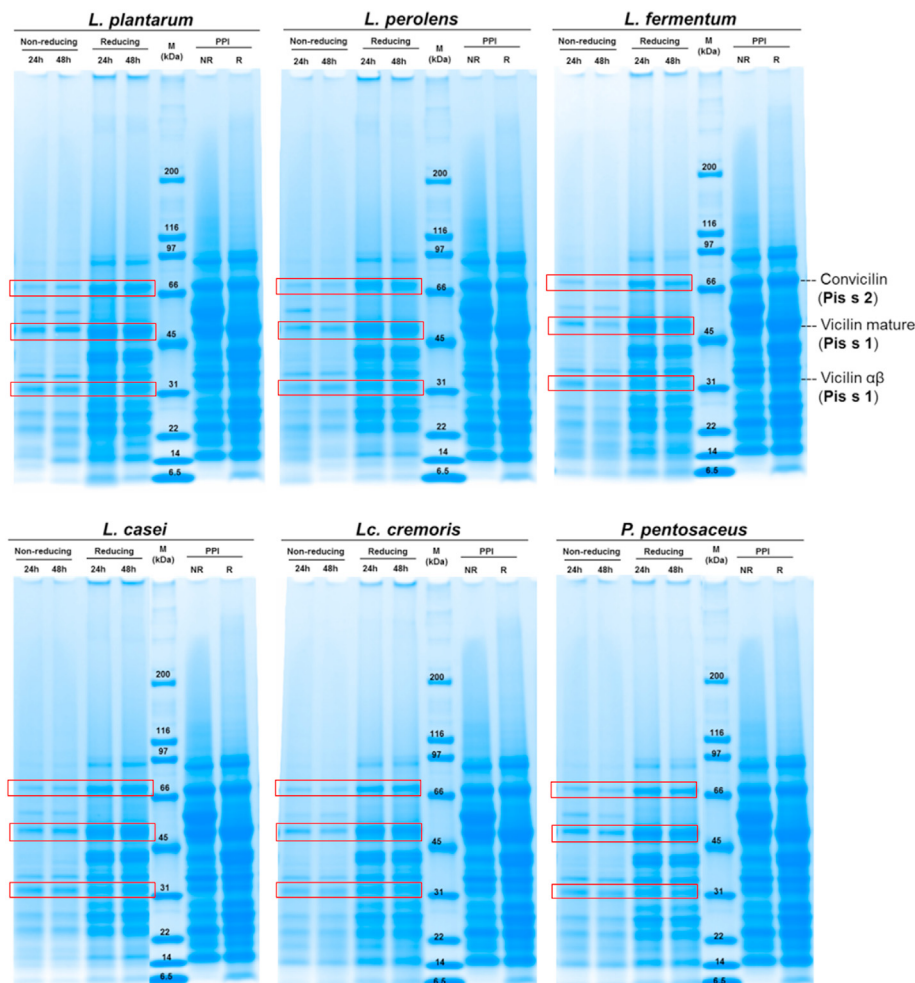 L. plantarum
Non-reducing Reducing M (kDa) PPI
24h 48h 24h 48h NR R
200
116
97
66
45
31
22
14
6.5
L. perolens
Non-reducing Reducing M (kDa) PPI
24h 48h 24h 48h NR R
200
116
97
66
45
31
22
14
6.5
L. fermentum
Non-reducing Reducing M (kDa) PPI
24h 48h 24h 48h NR R
200
116
97
66
45
31
22
14
6.5
Convicilin
(Pis s 2)
Vicilin mature
(Pis s 1)
Vicilin αβ
(Pis s 1)
L. casei
Non-reducing Reducing M (kDa) PPI
24h 48h 24h 48h NR R
200
116
97
66
45
31
22
14
6.5
Lc. cremoris
Non-reducing Reducing M (kDa) PPI
24h 48h 24h 48h NR R
200
116
97
66
45
31
22
14
6.5
P. pentosaceus
Non-reducing Reducing M (kDa) PPI
24h 48h 24h 48h NR R
200
116
97
66
45
31
22
14
6.5